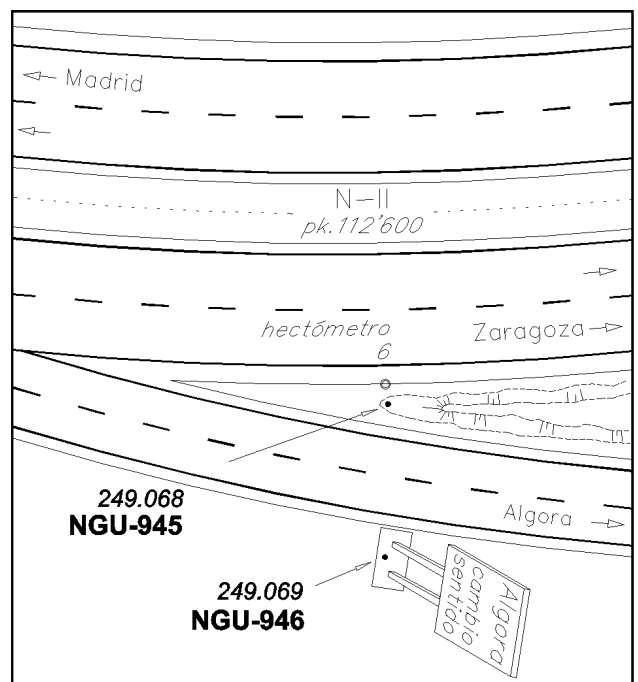 Madrid
N-II
pk.112'600
hectómetro
6
Zaragoza
249.068
NGU-945
Algora
249.069
NGU-946
Algora
cambio
sentido